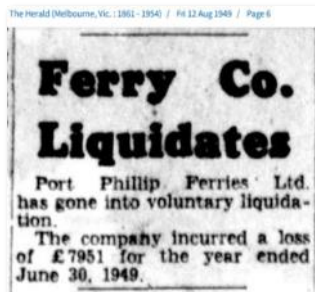 The Herald (Melbourne, Vic. : 1861 - 1954) / Fri 12 Aug 1949 / Page 6
Ferry Co.
Liquidates
Port Phillip Ferries Ltd.
has gone into voluntary liquida-
tion.
The company incurred a loss
of £7951 for the year ended
June 30, 1949.